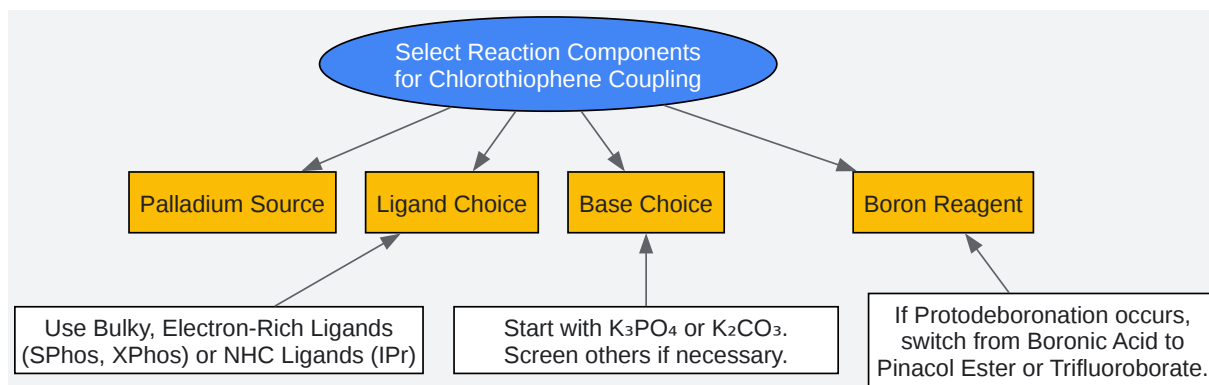 Select Reaction Components
for Chlorothiophene Coupling
Palladium Source
Ligand Choice
Base Choice
Boron Reagent
Use Bulky, Electron-Rich Ligands
(SPhos, XPhos) or NHC Ligands (IPr)
Start with K₃PO₄ or K₂CO₃.
Screen others if necessary.
If Protodeboronation occurs,
switch from Boronic Acid to
Pinacol Ester or Trifluoroborate.